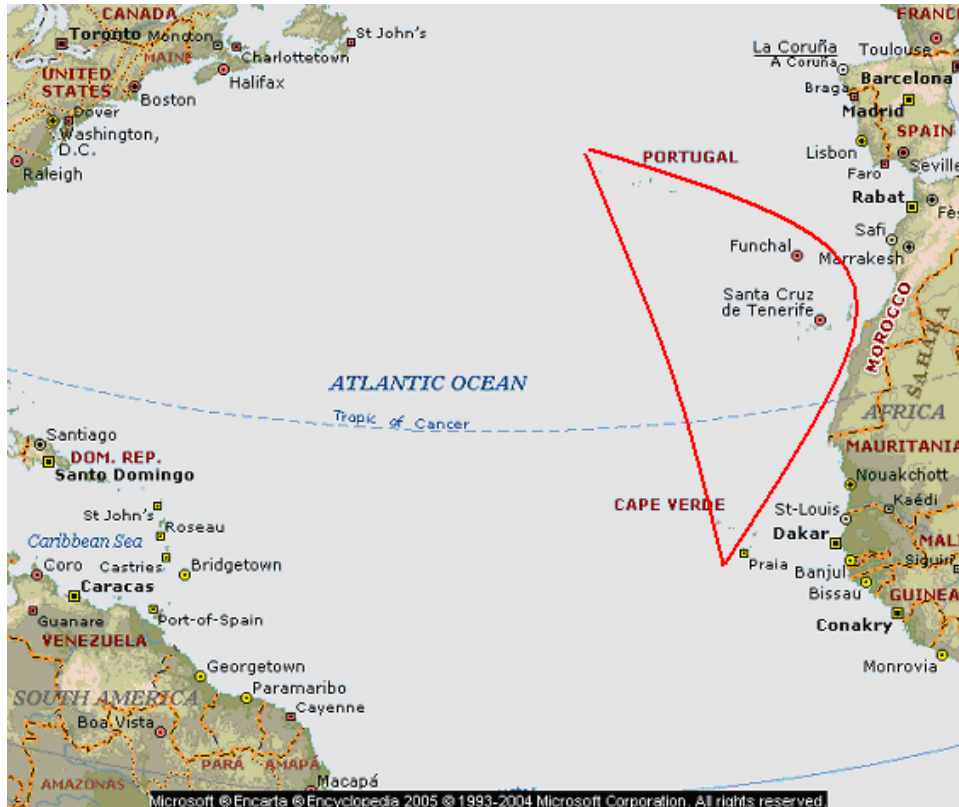 CANADA
Toronto
Moncton
St John's
Charlottetown
MAINE
Halifax
UNITED
STATES
Boston
Dover
Washington,
D.C.
Raleigh
FRANC
La Coruña
A Coruña
Toulouse
Barcelona
Braga
Madrid
SPAIN
Lisbon
Seville
Faro
PORTUGAL
Rabat
Fès
Safi
Marrakesh
Funchal
Santa Cruz
de Tenerife
MOROCCO
SAHARA
ATLANTIC OCEAN
Tropic of Cancer
AFRICA
MAURITANIA
Santiago
DOM. REP.
Santo Domingo
Nouakchott
Kaédi
CAPE VERDE
St-Louis
St John's
Roseau
Dakar
MALI
Caribbean Sea
Castries
Bridgetown
Praia
Banjul
Siguiri
Coro
Caracas
Bissau
GUINEA
Guanare
Port-of-Spain
Conakry
VENEZUELA
Monrovia
Georgetown
SOUTH AMERICA
Paramaribo
Cayenne
Boa Vista
PARÁ
AMAPÁ
AMAZONAS
Macapá
Microsoft ® Encarta ® Encyclopedia 2005 © 1993-2004 Microsoft Corporation. All rights reserved.